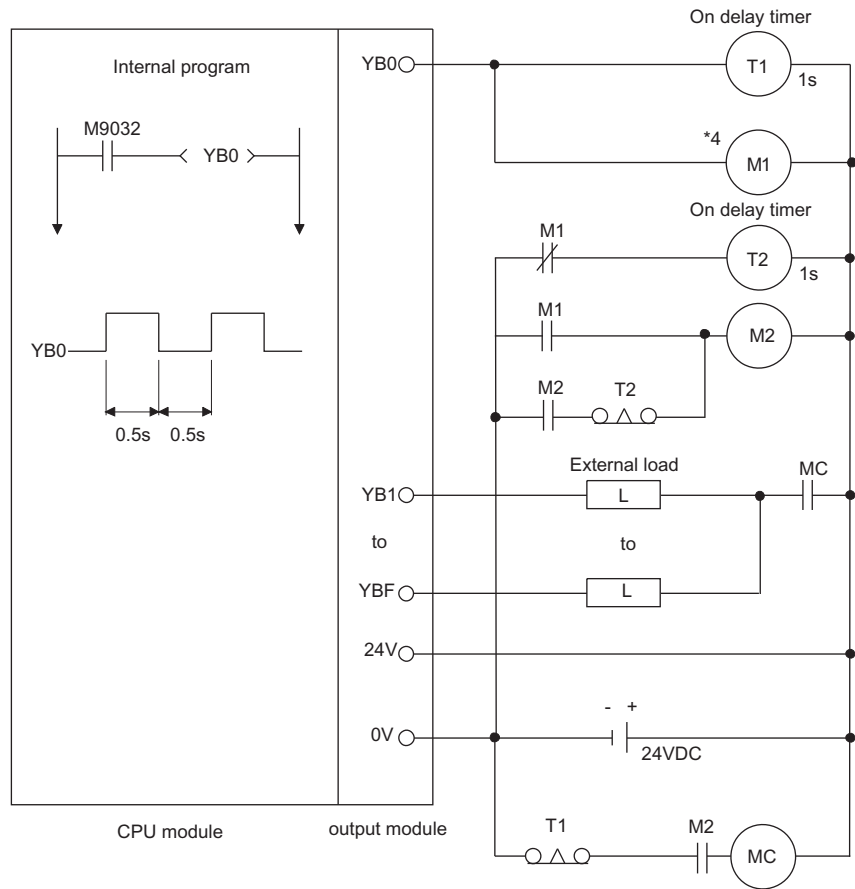 On delay timer
YB0
T1
1s
Internal program
M9032
YB0
*4
M1
On delay timer
M1
T2
1s
M1
M2
YB0
M2
T2
0.5s 0.5s
External load
YB1
L
MC
to
to
YBF
L
24V
- +
0V
24VDC
CPU module
output module
T1
M2
MC